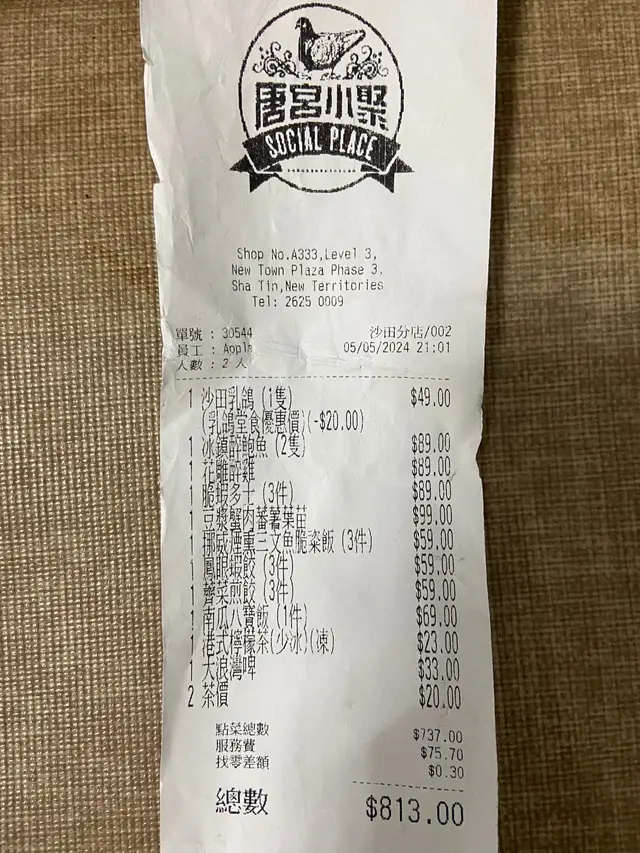 唐宮小聚
SOCIAL PLACE
Shop No.A333,Level 3,
New Town Plaza Phase 3,
Sha Tin,New Territories
Tel: 2625 0009
單號 : 30544 沙田分店/002
員工 : Apple 05/05/2024 21:01
人數 : 2 人
1 沙田乳鴿 (1隻) $49.00
(乳鴿堂食優惠價)(-$20.00)
1 冰鎮醉鮑魚 (2隻) $89.00
1 花雕醉雞 $89.00
1 脆蝦多士 (3件) $89.00
1 豆漿蟹肉蕃薯葉苗 $99.00
1 挪威煙熏三文魚脆粢飯 (3件) $59.00
1 鳳眼蝦餃 (3件) $59.00
1 薺菜煎餃 (3件) $59.00
1 南瓜八寶飯 (1件) $69.00
1 港式檸檬茶(少冰)(凍) $23.00
1 大浪灣啤 $33.00
2 茶價 $20.00
點菜總數 $737.00
服務費 $75.70
找零差額 $0.30
總數 $813.00